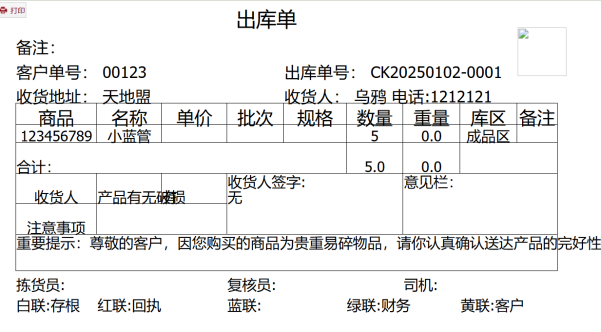 打印
出库单
备注：
客户单号： 00123 出库单号： CK20250102-0001
收货地址： 天地盟 收货人： 乌鸦 电话:1212121
商品 名称 单价 批次 规格 数量 重量 库区 备注
123456789 小蓝管 5 0.0 成品区
合计： 5.0 0.0
收货人 产品有无破损 收货人签字： 意见栏：
无
注意事项
重要提示：尊敬的客户，因您购买的商品为贵重易碎物品，请你认真确认送达产品的完好性
拣货员： 复核员： 司机：
白联:存根 红联:回执 蓝联： 绿联:财务 黄联:客户